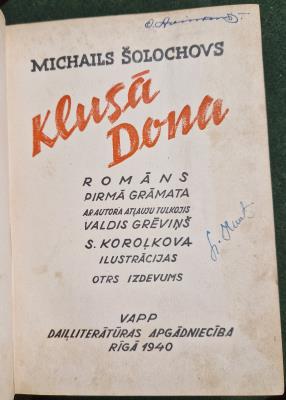 MICHAILS ŠOLOCHOVS
Klusā
Dona
ROMĀNS
PIRMĀ GRĀMATA
AR AUTORA ATĻAUJU TULKOJIS
VALDIS GRĒVIŅŠ
S. KOROĻKOVA
ILUSTRĀCIJAS
OTRS IZDEVUMS
VAPP
DAIĻLITERĀTŪRAS APGĀDNIECĪBA
RĪGĀ 1940